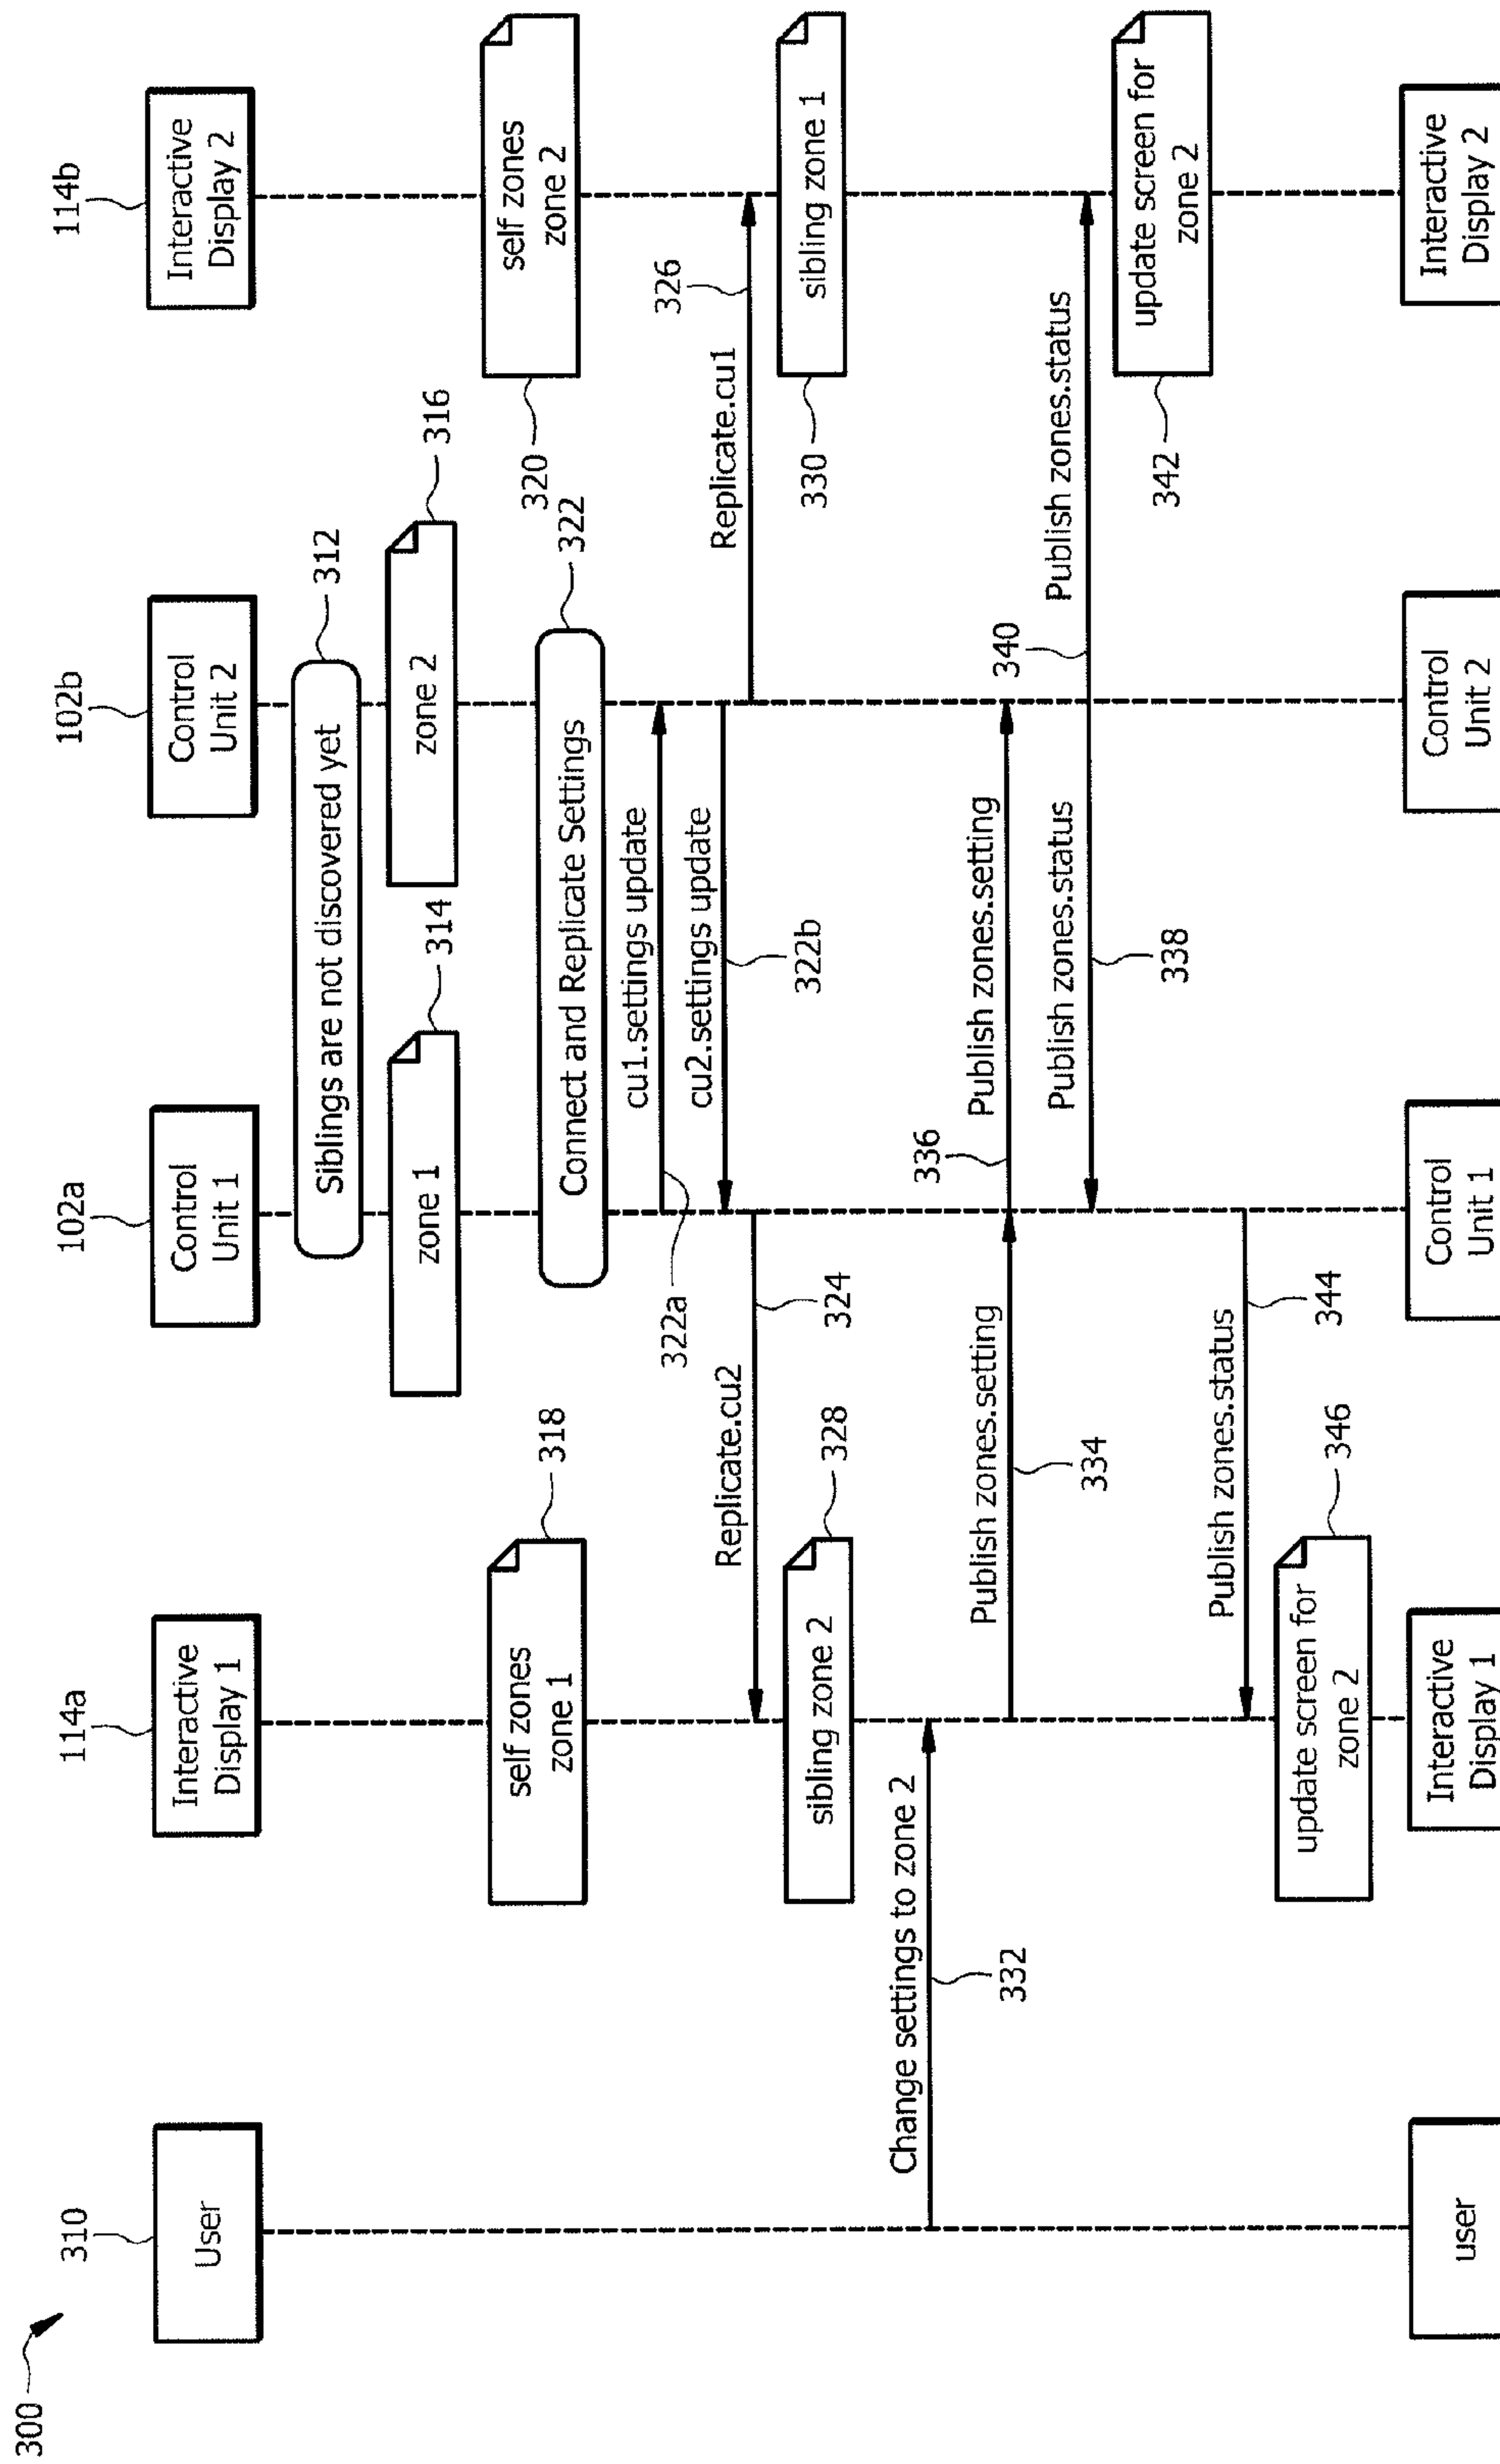 300
310
114a
102a
102b
114b
User
Interactive
Display 1
Control
Unit 1
Control
Unit 2
Interactive
Display 2
Siblings are not discovered yet
312
zone 1
314
zone 2
316
self zones
zone 1
318
self zones
zone 2
320
Connect and Replicate Settings
322
cu1.settings update
322a
cu2.settings update
322b
Replicate.cu2
324
Replicate.cu1
326
sibling zone 2
328
sibling zone 1
330
Change settings to zone 2
332
Publish zones.setting
334
Publish zones.setting
336
Publish zones.status
338
Publish zones.status
340
update screen for
zone 2
342
Publish zones.status
344
update screen for
zone 2
346
user
Interactive
Display 1
Control
Unit 1
Control
Unit 2
Interactive
Display 2